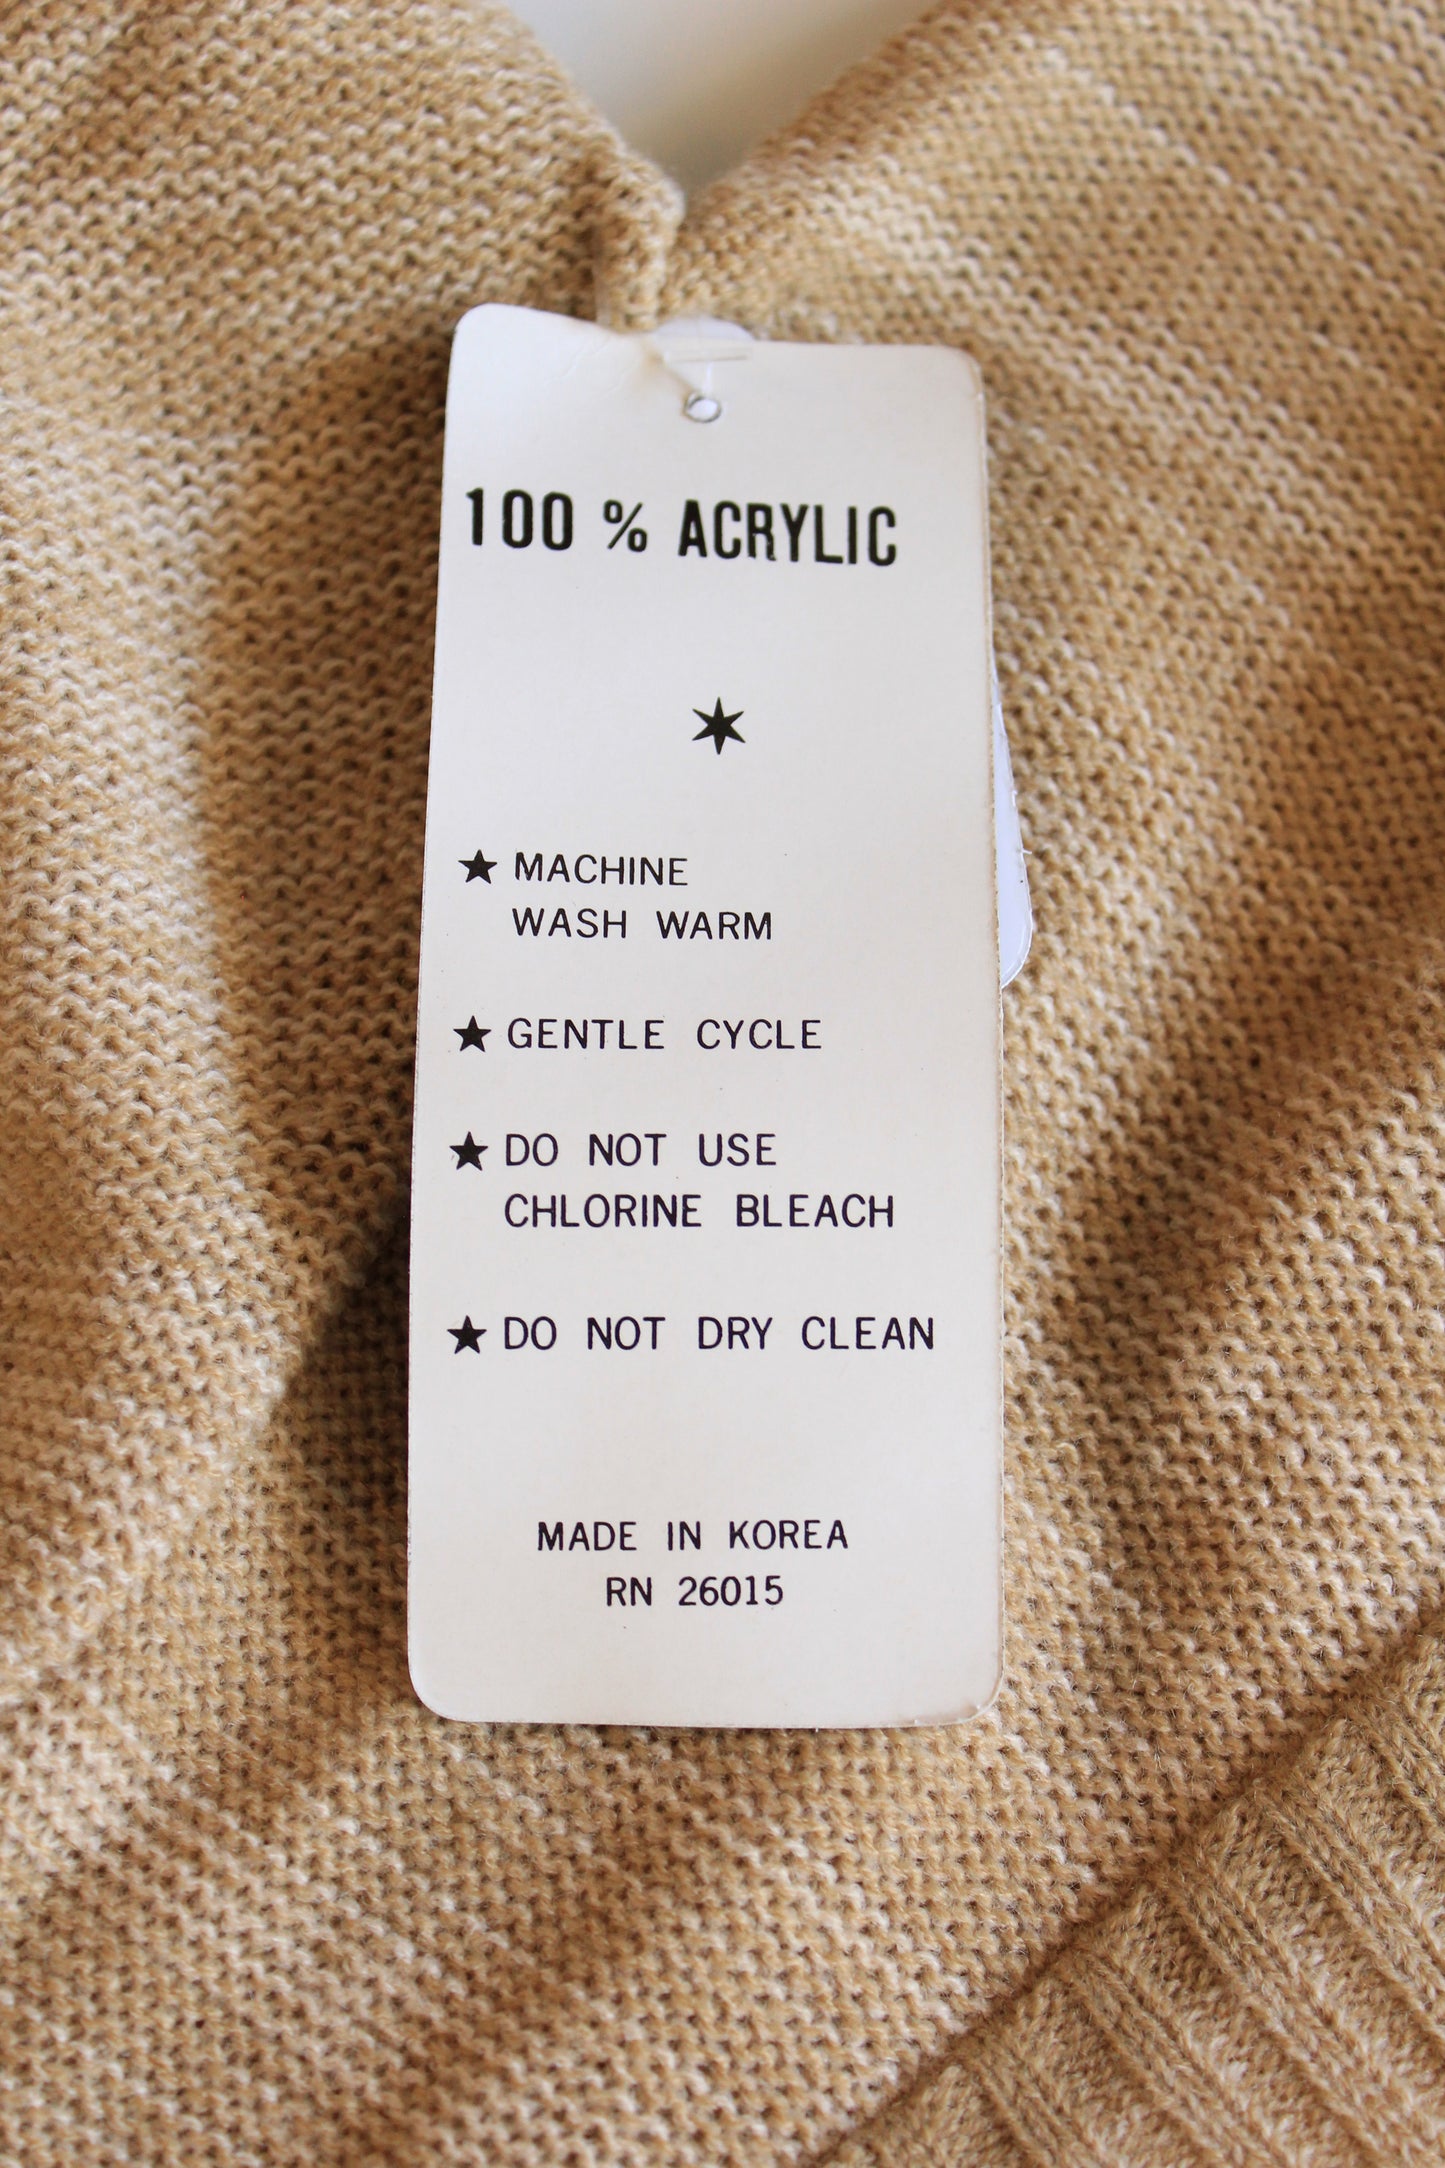 100 % ACRYLIC
✶
★ MACHINE
WASH WARM
★ GENTLE CYCLE
★ DO NOT USE
CHLORINE BLEACH
★ DO NOT DRY CLEAN
MADE IN KOREA
RN 26015